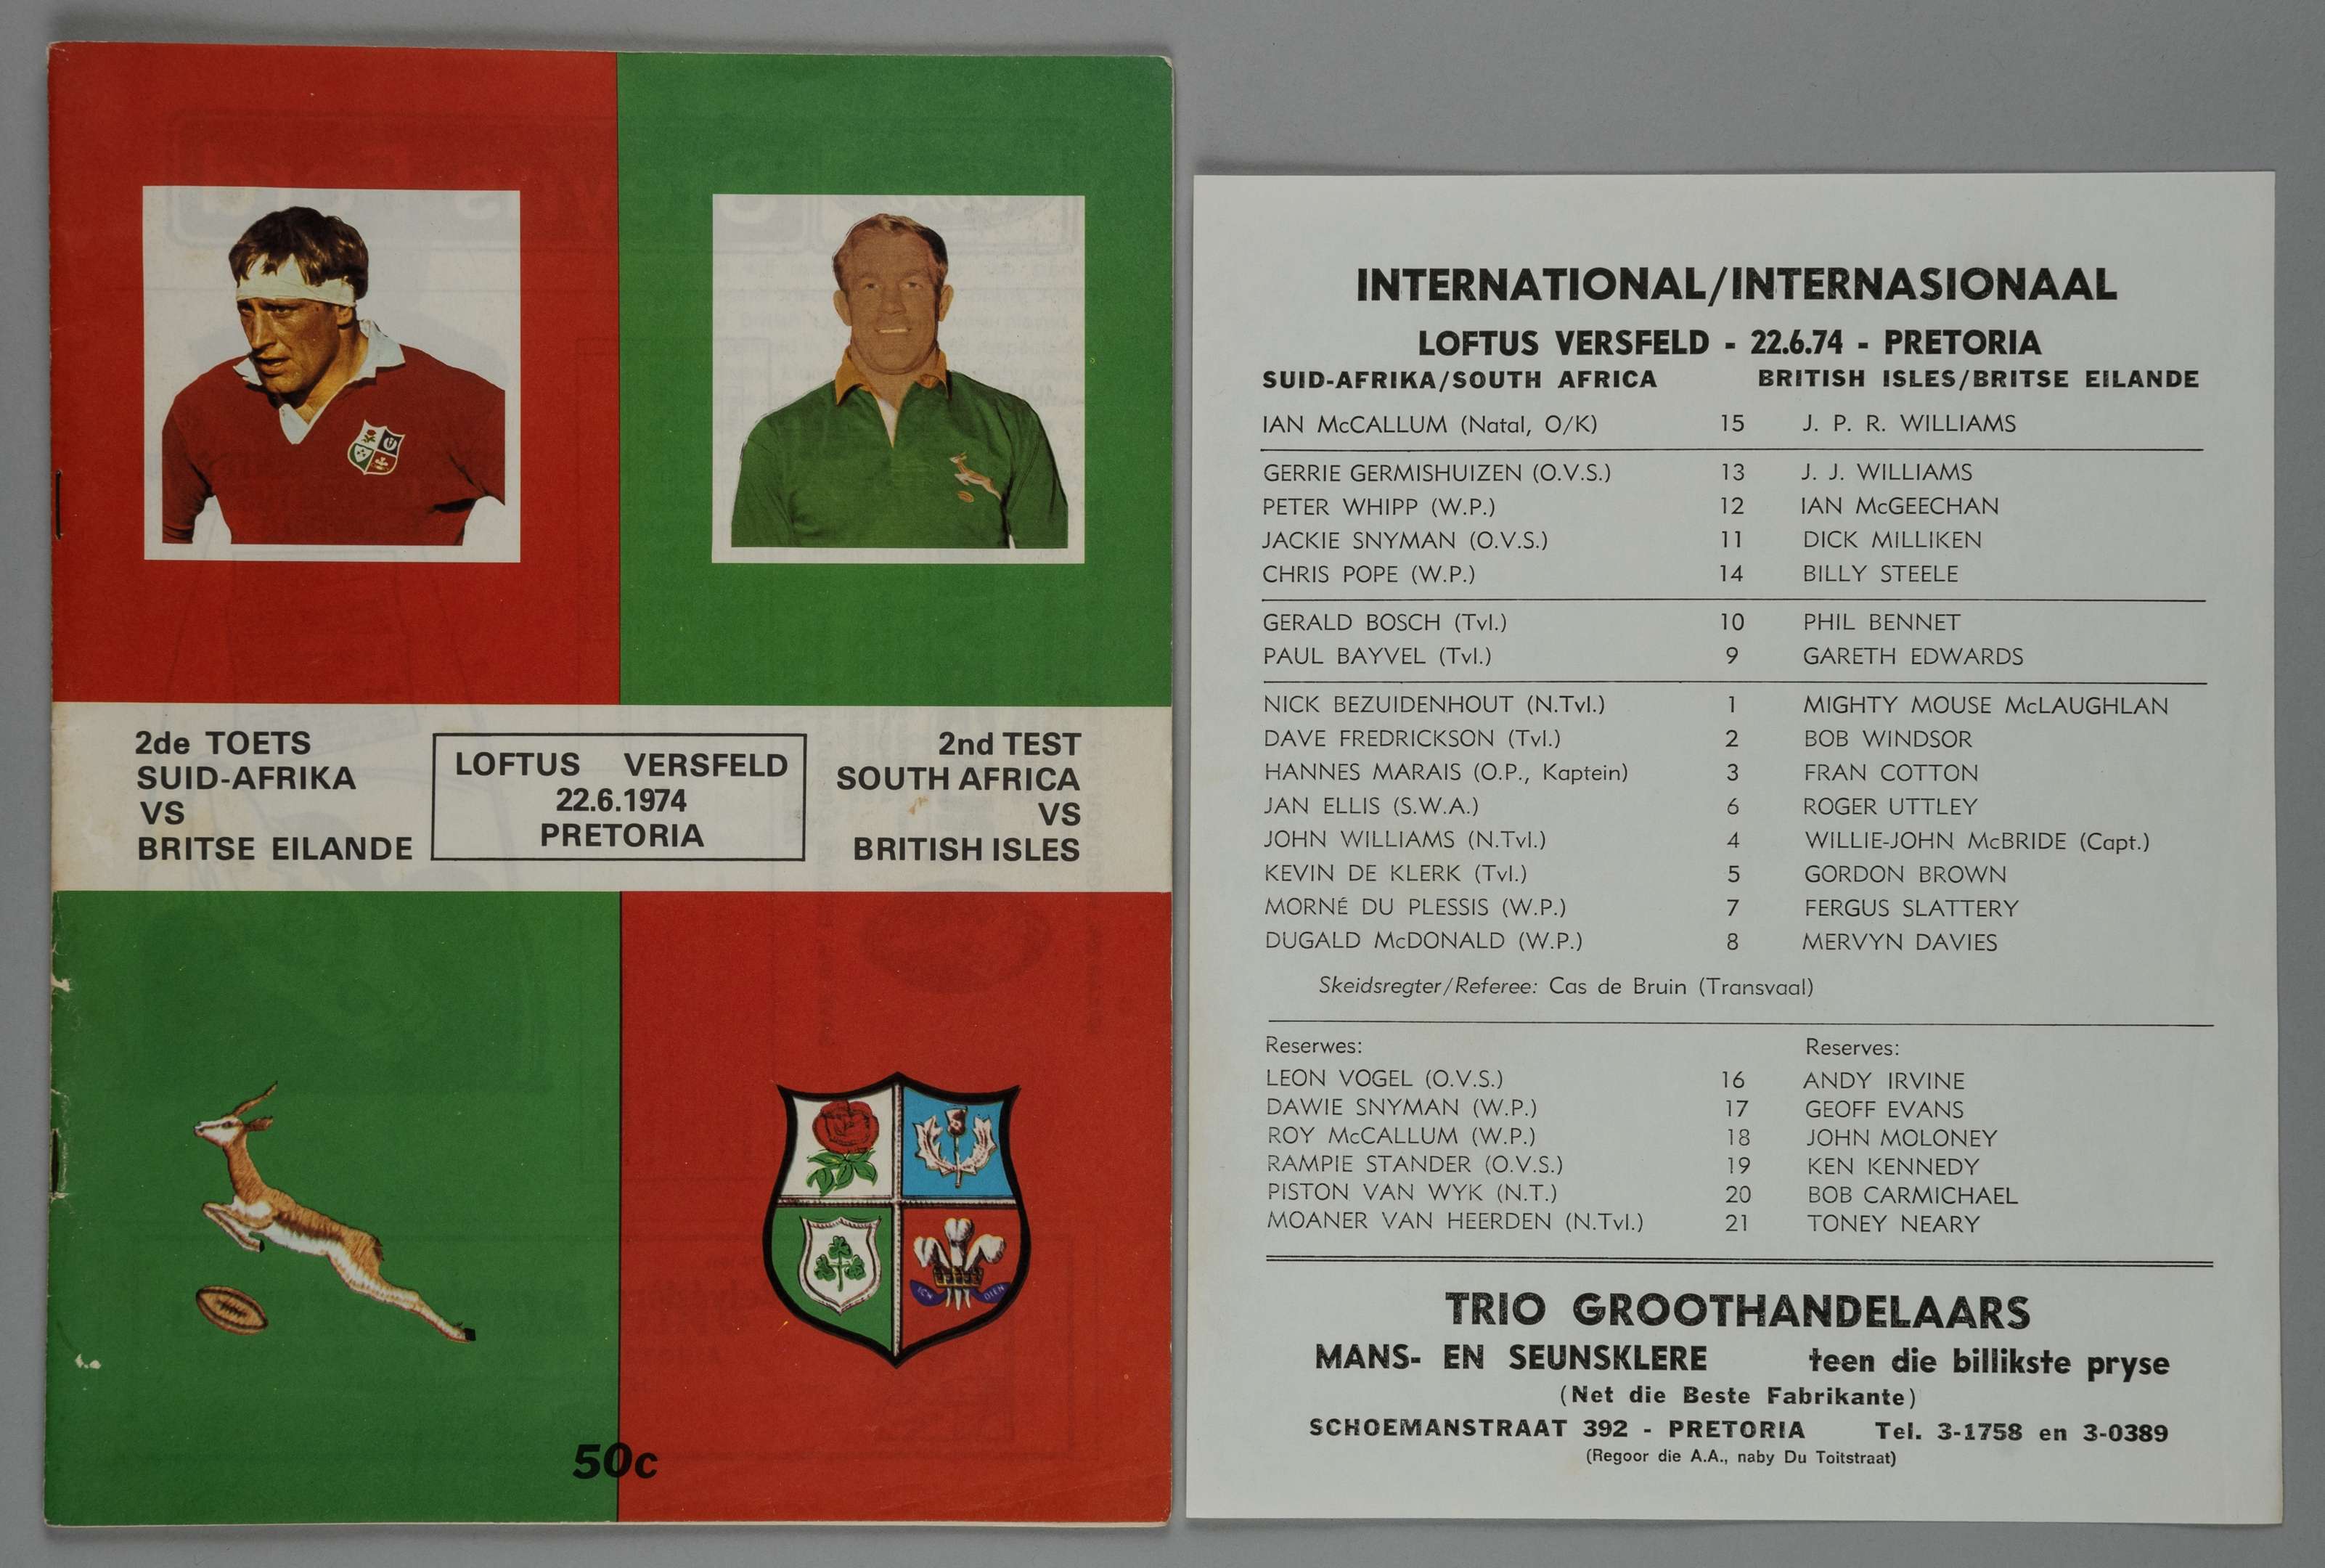 2de TOETS
SUID-AFRIKA
VS
BRITSE EILANDE
LOFTUS VERSFELD
22.6.1974
PRETORIA
2nd TEST
SOUTH AFRICA
VS
BRITISH ISLES
ICH DIEN
50c
INTERNATIONAL/INTERNASIONAAL
LOFTUS VERSFELD - 22.6.74 - PRETORIA
SUID-AFRIKA/SOUTH AFRICA BRITISH ISLES/BRITSE EILANDE
IAN McCALLUM (Natal, O/K) 15 J. P. R. WILLIAMS
GERRIE GERMISHUIZEN (O.V.S.) 13 J. J. WILLIAMS
PETER WHIPP (W.P.) 12 IAN McGEECHAN
JACKIE SNYMAN (O.V.S.) 11 DICK MILLIKEN
CHRIS POPE (W.P.) 14 BILLY STEELE
GERALD BOSCH (Tvl.) 10 PHIL BENNET
PAUL BAYVEL (Tvl.) 9 GARETH EDWARDS
NICK BEZUIDENHOUT (N.Tvl.) 1 MIGHTY MOUSE McLAUGHLAN
DAVE FREDRICKSON (Tvl.) 2 BOB WINDSOR
HANNES MARAIS (O.P., Kaptein) 3 FRAN COTTON
JAN ELLIS (S.W.A.) 6 ROGER UTTLEY
JOHN WILLIAMS (N.Tvl.) 4 WILLIE-JOHN McBRIDE (Capt.)
KEVIN DE KLERK (Tvl.) 5 GORDON BROWN
MORNÉ DU PLESSIS (W.P.) 7 FERGUS SLATTERY
DUGALD McDONALD (W.P.) 8 MERVYN DAVIES
Skeidsregter/Referee: Cas de Bruin (Transvaal)
Reserwes: Reserves:
LEON VOGEL (O.V.S.) 16 ANDY IRVINE
DAWIE SNYMAN (W.P.) 17 GEOFF EVANS
ROY McCALLUM (W.P.) 18 JOHN MOLONEY
RAMPIE STANDER (O.V.S.) 19 KEN KENNEDY
PISTON VAN WYK (N.T.) 20 BOB CARMICHAEL
MOANER VAN HEERDEN (N.Tvl.) 21 TONEY NEARY
TRIO GROOTHANDELAARS
MANS- EN SEUNSKLERE teen die billikste pryse
(Net die Beste Fabrikante)
SCHOEMANSTRAAT 392 - PRETORIA Tel. 3-1758 en 3-0389
(Regoor die A.A., naby Du Toitstraat)